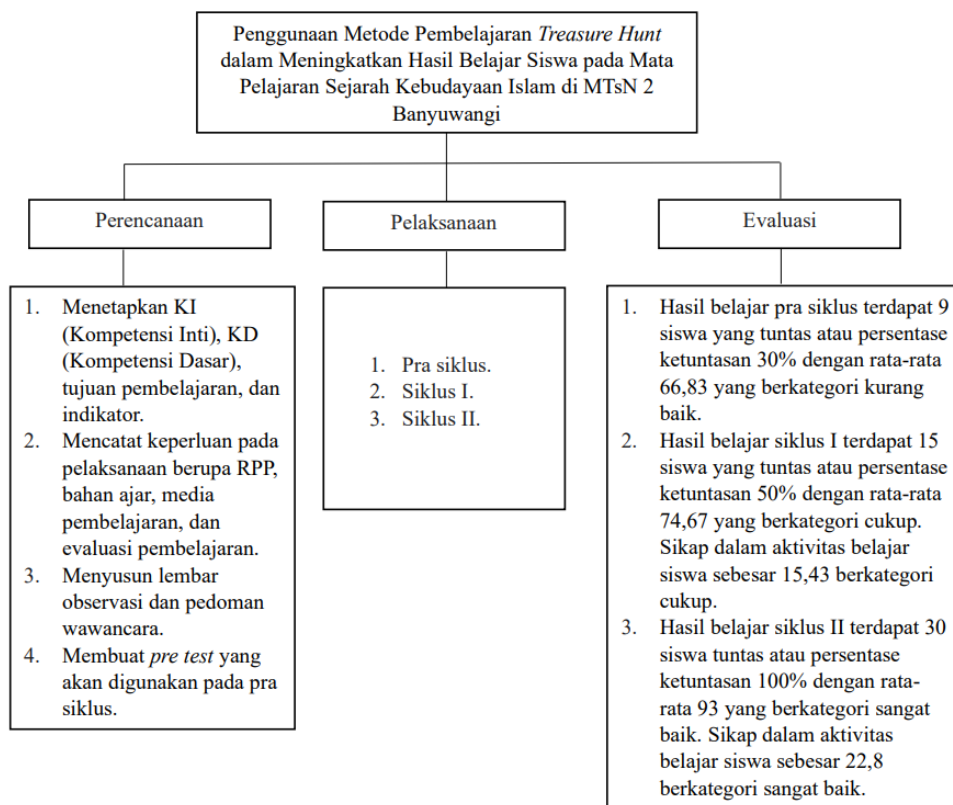 Penggunaan Metode Pembelajaran Treasure Hunt
dalam Meningkatkan Hasil Belajar Siswa pada Mata
Pelajaran Sejarah Kebudayaan Islam di MTsN 2
Banyuwangi
Perencanaan
Pelaksanaan
Evaluasi
1. Menetapkan KI
(Kompetensi Inti), KD
(Kompetensi Dasar),
tujuan pembelajaran, dan
indikator.
2. Mencatat keperluan pada
pelaksanaan berupa RPP,
bahan ajar, media
pembelajaran, dan
evaluasi pembelajaran.
3. Menyusun lembar
observasi dan pedoman
wawancara.
4. Membuat pre test yang
akan digunakan pada pra
siklus.
1. Pra siklus.
2. Siklus I.
3. Siklus II.
1. Hasil belajar pra siklus terdapat 9
siswa yang tuntas atau persentase
ketuntasan 30% dengan rata-rata
66,83 yang berkategori kurang
baik.
2. Hasil belajar siklus I terdapat 15
siswa yang tuntas atau persentase
ketuntasan 50% dengan rata-rata
74,67 yang berkategori cukup.
Sikap dalam aktivitas belajar
siswa sebesar 15,43 berkategori
cukup.
3. Hasil belajar siklus II terdapat 30
siswa tuntas atau persentase
ketuntasan 100% dengan rata-
rata 93 yang berkategori sangat
baik. Sikap dalam aktivitas
belajar siswa sebesar 22,8
berkategori sangat baik.